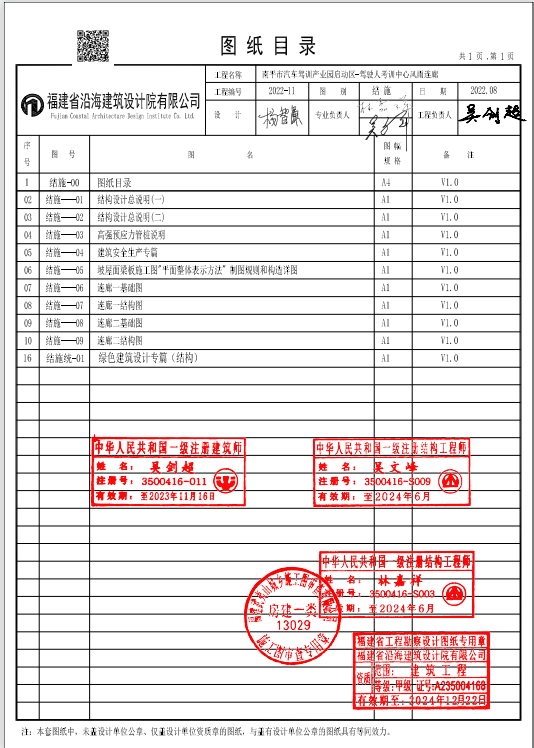 图纸目录
共 1 页，第 1 页
福建省沿海建筑设计院有限公司
Fujian Coastal Architecture Design Institute Co. Ltd.
工程名称 南平市汽车驾训产业园启动区-驾驶人考训中心风雨连廊
工程编号 2022-11 图 别 结 施 日 期 2022.08
设 计 专业负责人 工程负责人 吴剑超
序号 图 号 图 名 图幅规格 备 注
1 结施-00 图纸目录 A4 V1.0
02 结施——01 结构设计总说明(一) A1 V1.0
03 结施——02 结构设计总说明(二) A1 V1.0
04 结施——03 高强预应力管桩说明 A1 V1.0
05 结施——04 建筑安全生产专篇 A1 V1.0
06 结施——05 坡屋面梁板施工图"平面整体表示方法" 制图规则和构造详图 A1 V1.0
07 结施——06 连廊一基础图 A1 V1.0
08 结施——07 连廊一结构图 A1 V1.0
09 结施——08 连廊二基础图 A1 V1.0
10 结施——09 连廊二结构图 A1 V1.0
16 结施统-01 绿色建筑设计专篇（结构） A1 V1.0
中华人民共和国一级注册建筑师
姓 名： 吴剑超
注册号： 3500416-011
有效期： 至2023年11月16日
中华人民共和国一级注册结构工程师
姓 名： 吴文峰
注册号： 3500416-S009
有效期： 至2024年6月
中华人民共和国一级注册结构工程师
姓 名： 林嘉祥
注册号： 3500416-S003
有效期： 至2024年6月
房建一类
13029
福建省工程勘察设计图纸专用章
福建省沿海建筑设计院有限公司
资质 范围： 建筑工程
等级：甲级 证号：A235004168
有效期至：2024年12月22日
注：本套图纸中，未盖设计单位公章、仅盖设计单位资质章的图纸，与盖有设计单位公章的图纸具有等同效力。